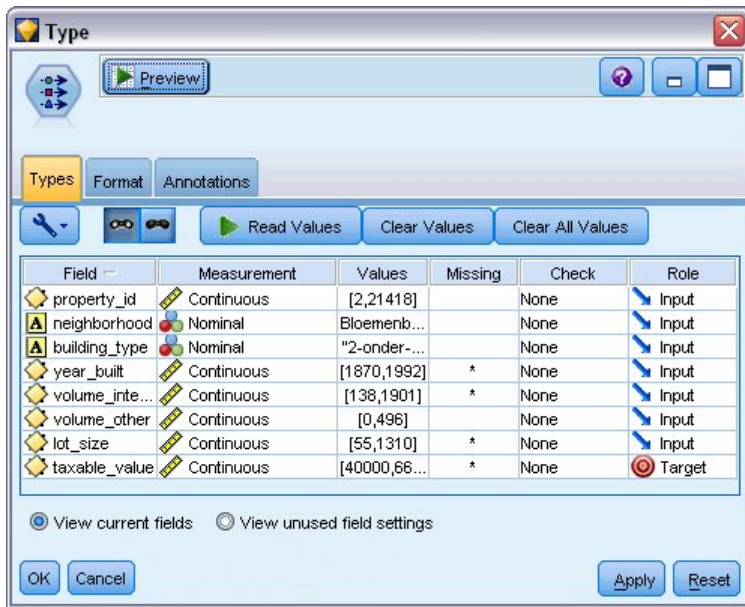 Type
Preview
Types Format Annotations
Read Values Clear Values Clear All Values
Field Measurement Values Missing Check Role
property_id Continuous [2,21418] None Input
A neighborhood Nominal Bloemenb... None Input
A building_type Nominal "2-onder-... None Input
year_built Continuous [1870,1992] * None Input
volume_inte... Continuous [138,1901] * None Input
volume_other Continuous [0,496] None Input
lot_size Continuous [55,1310] * None Input
taxable_value Continuous [40000,66... * None Target
View current fields View unused field settings
OK Cancel Apply Reset